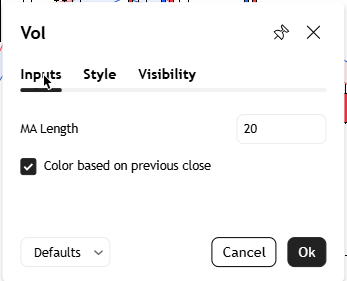 Vol
Inputs Style Visibility
MA Length 20
Color based on previous close
Defaults Cancel Ok